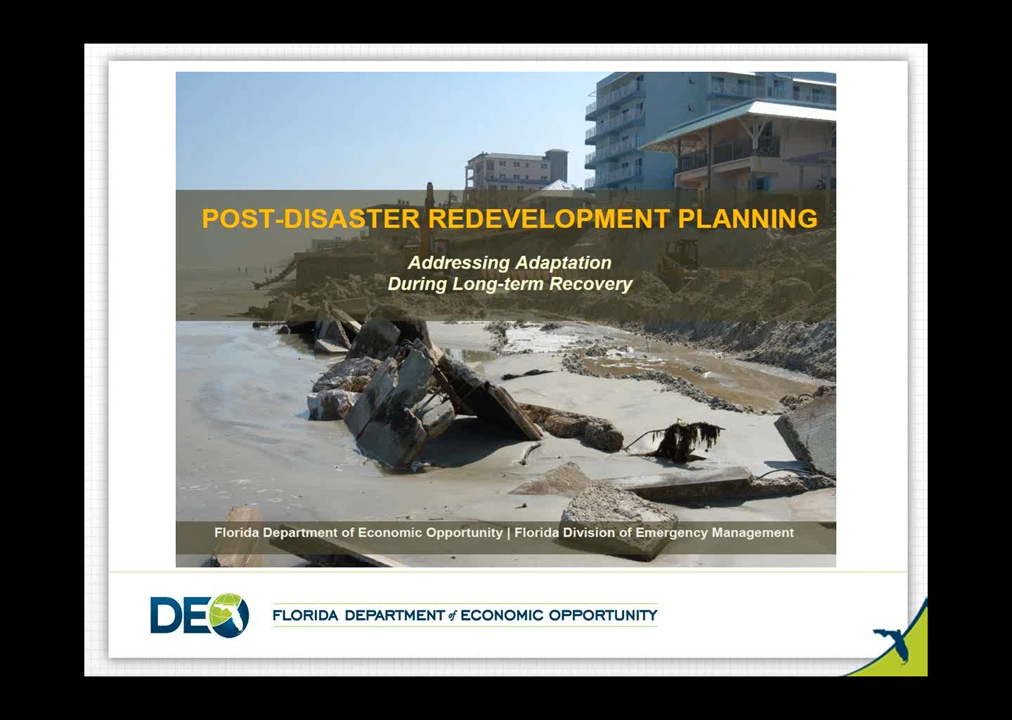 POST-DISASTER REDEVELOPMENT PLANNING
Addressing Adaptation
During Long-term Recovery
Florida Department of Economic Opportunity | Florida Division of Emergency Management
DEO
FLORIDA DEPARTMENT of ECONOMIC OPPORTUNITY